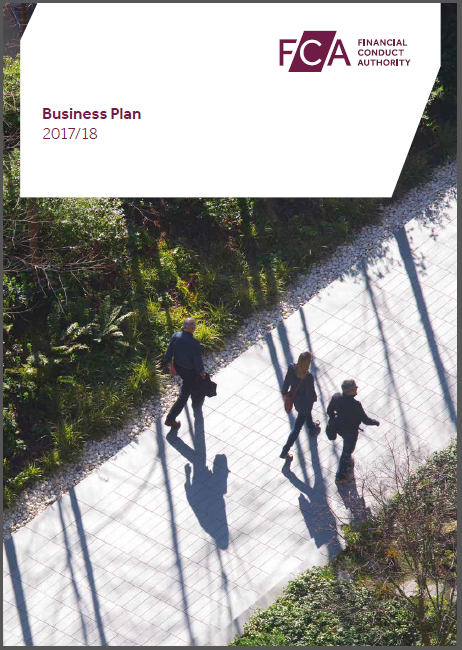 FCA
FINANCIAL
CONDUCT
AUTHORITY
Business Plan
2017/18